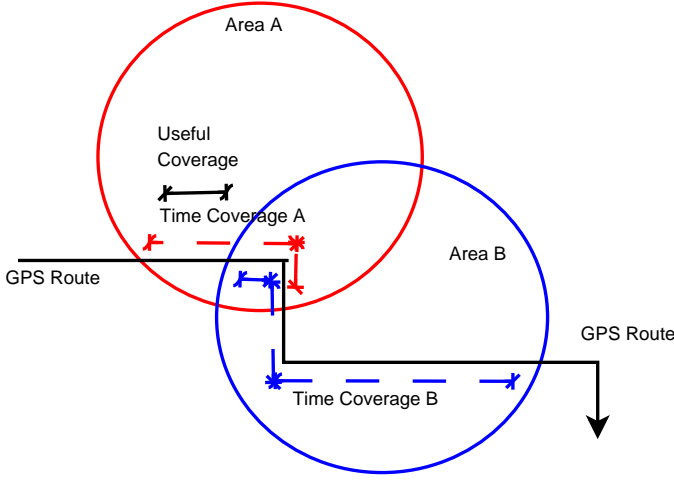 Area A
Useful
Coverage
Time Coverage A
Area B
GPS Route
GPS Route
Time Coverage B